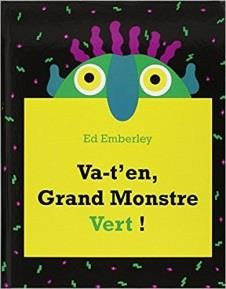 Ed Emberley
Va-t'en,
Grand Monstre
Vert !